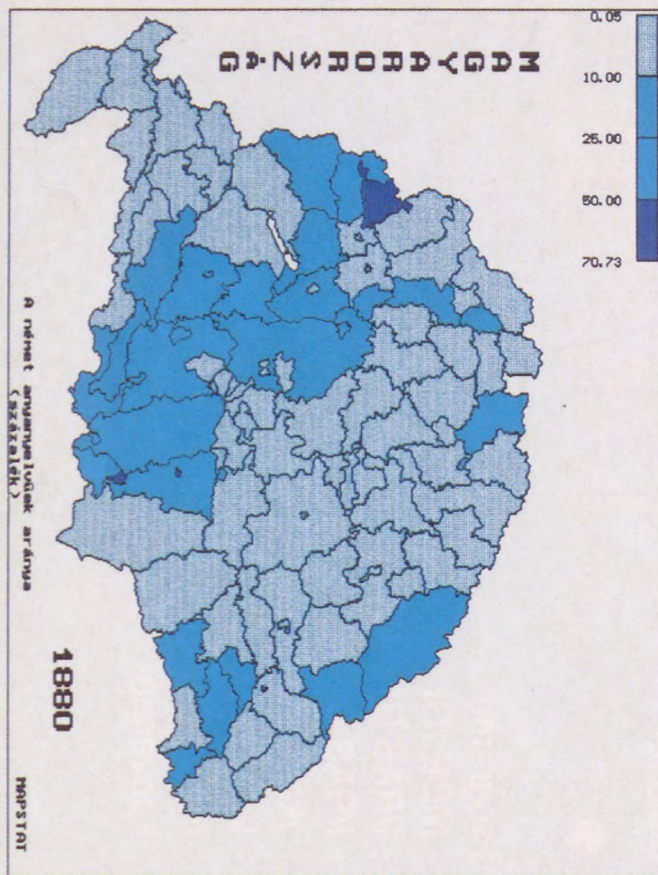 MAGYARORSZÁG
0.05
10.00
25.00
50.00
70.73
A német anyanyelvűek aránya
(százalék)
1880
MAPSTAT